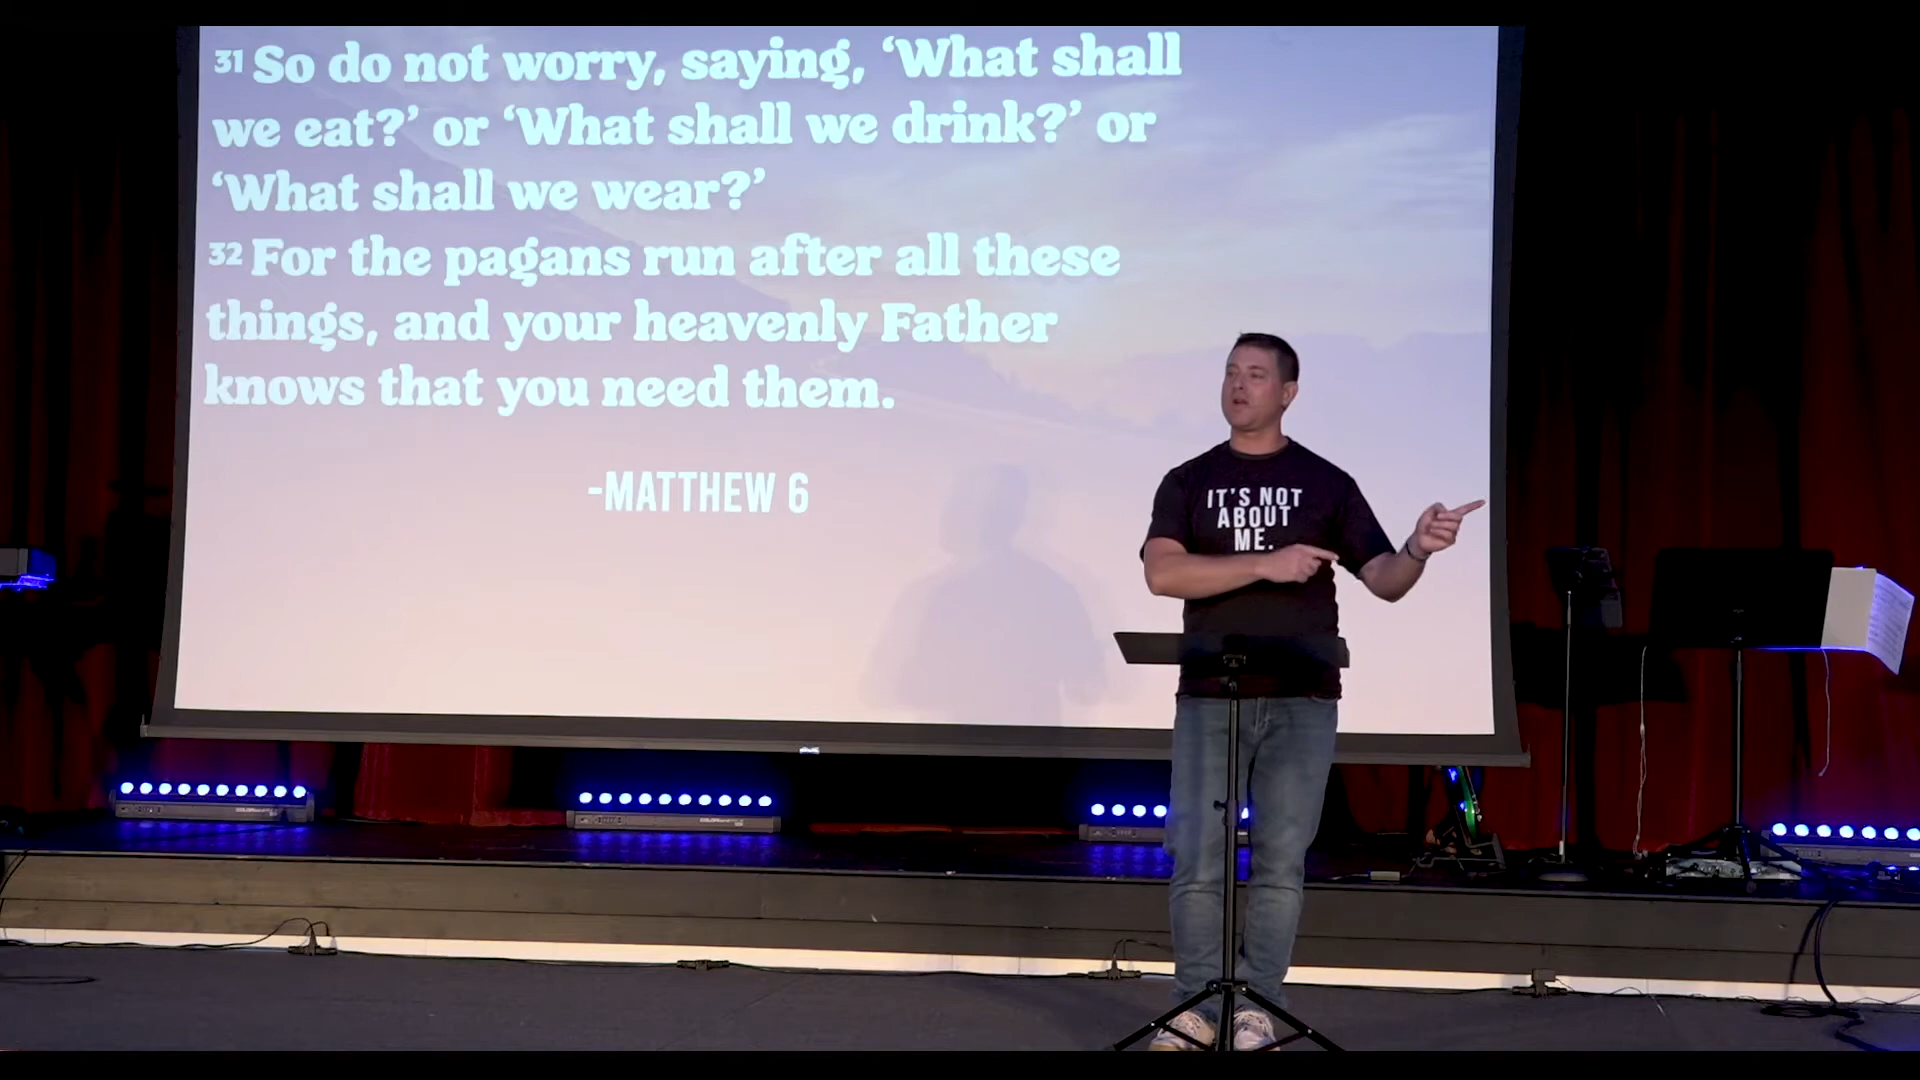 31 So do not worry, saying, ‘What shall
we eat?’ or ‘What shall we drink?’ or
‘What shall we wear?’
32 For the pagans run after all these
things, and your heavenly Father
knows that you need them.
-MATTHEW 6
IT'S NOT
ABOUT
ME.